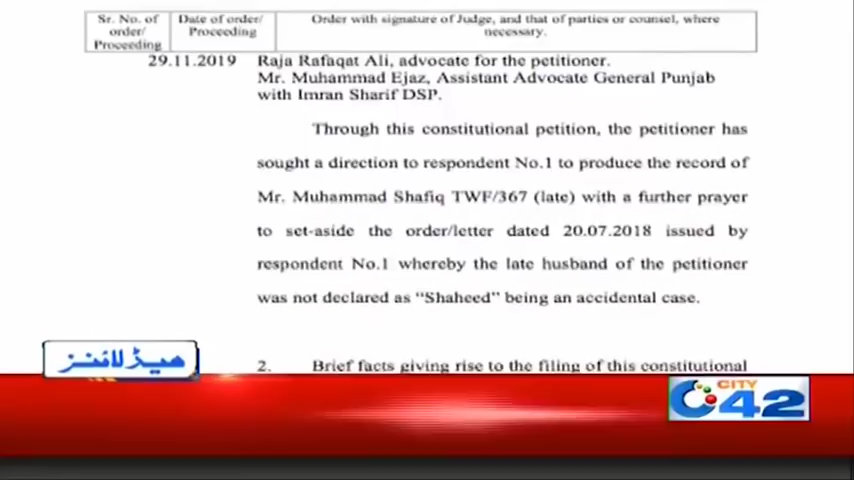 Sr. No. of order/ Proceeding
Date of order/ Proceeding
Order with signature of Judge, and that of parties or counsel, where necessary.
29.11.2019 Raja Rafaqat Ali, advocate for the petitioner.
Mr. Muhammad Ejaz, Assistant Advocate General Punjab
with Imran Sharif DSP.
Through this constitutional petition, the petitioner has
sought a direction to respondent No.1 to produce the record of
Mr. Muhammad Shafiq TWF/367 (late) with a further prayer
to set-aside the order/letter dated 20.07.2018 issued by
respondent No.1 whereby the late husband of the petitioner
was not declared as “Shaheed” being an accidental case.
2. Brief facts giving rise to the filing of this constitutional
ہیڈلائنز
CITY
C42